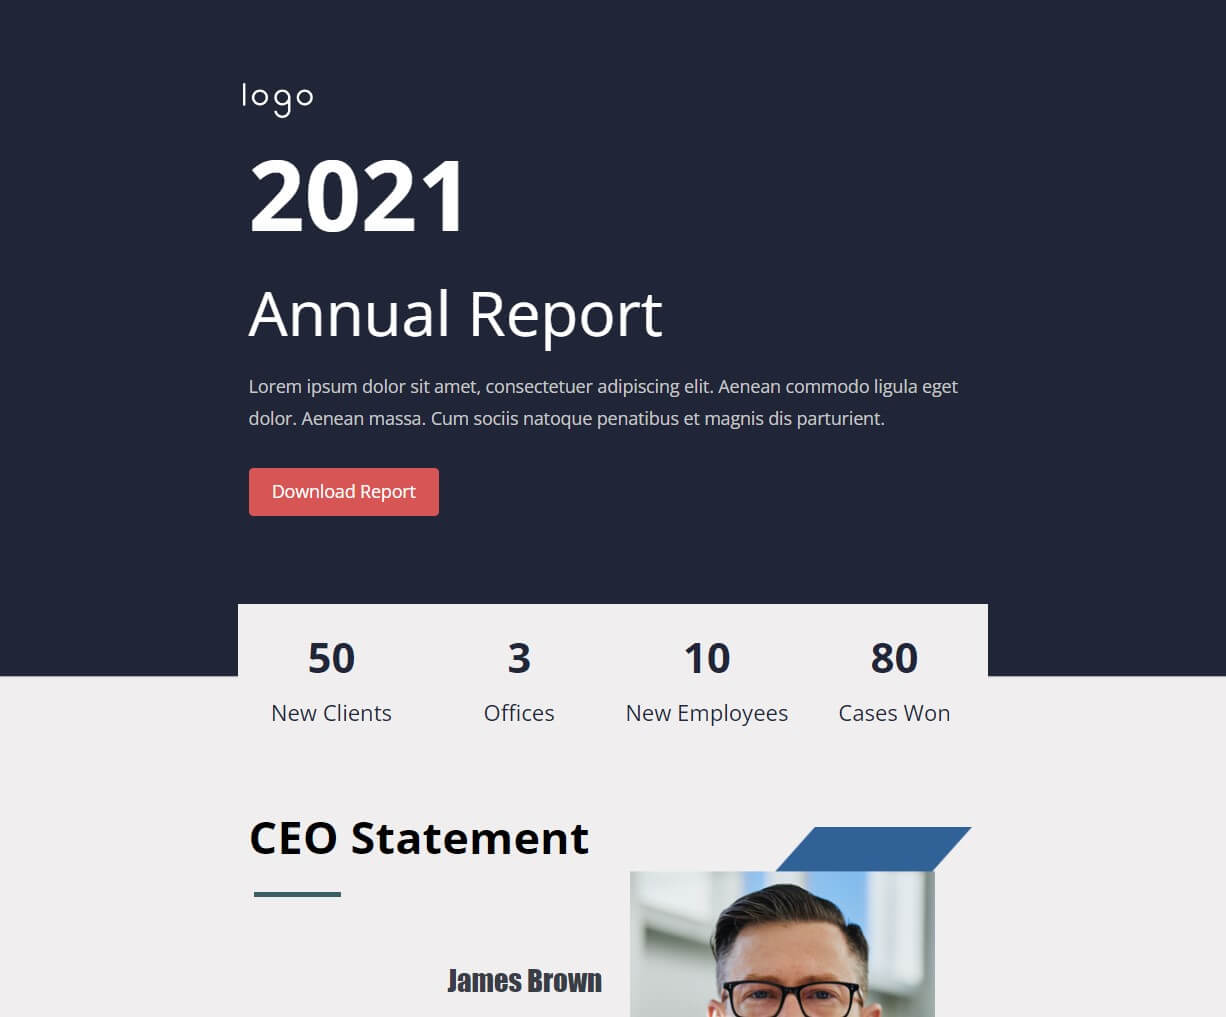 logo
2021
Annual Report
Lorem ipsum dolor sit amet, consectetuer adipiscing elit. Aenean commodo ligula eget
dolor. Aenean massa. Cum sociis natoque penatibus et magnis dis parturient.
Download Report
50
3
10
80
New Clients
Offices
New Employees
Cases Won
CEO Statement
James Brown